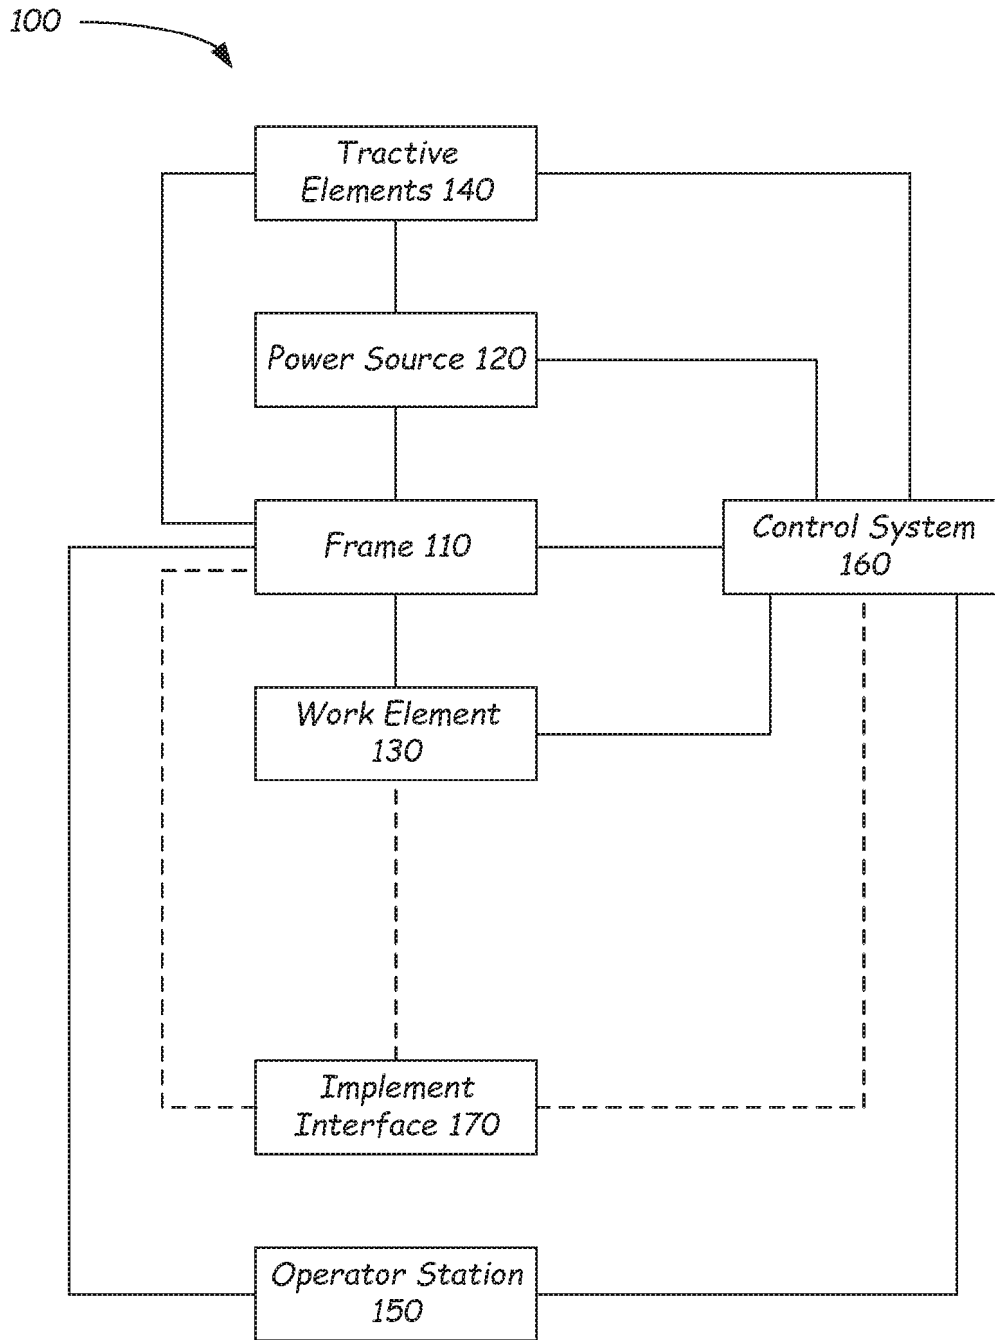 100
Tractive
Elements 140
Power Source 120
Frame 110
Control System
160
Work Element
130
Implement
Interface 170
Operator Station
150